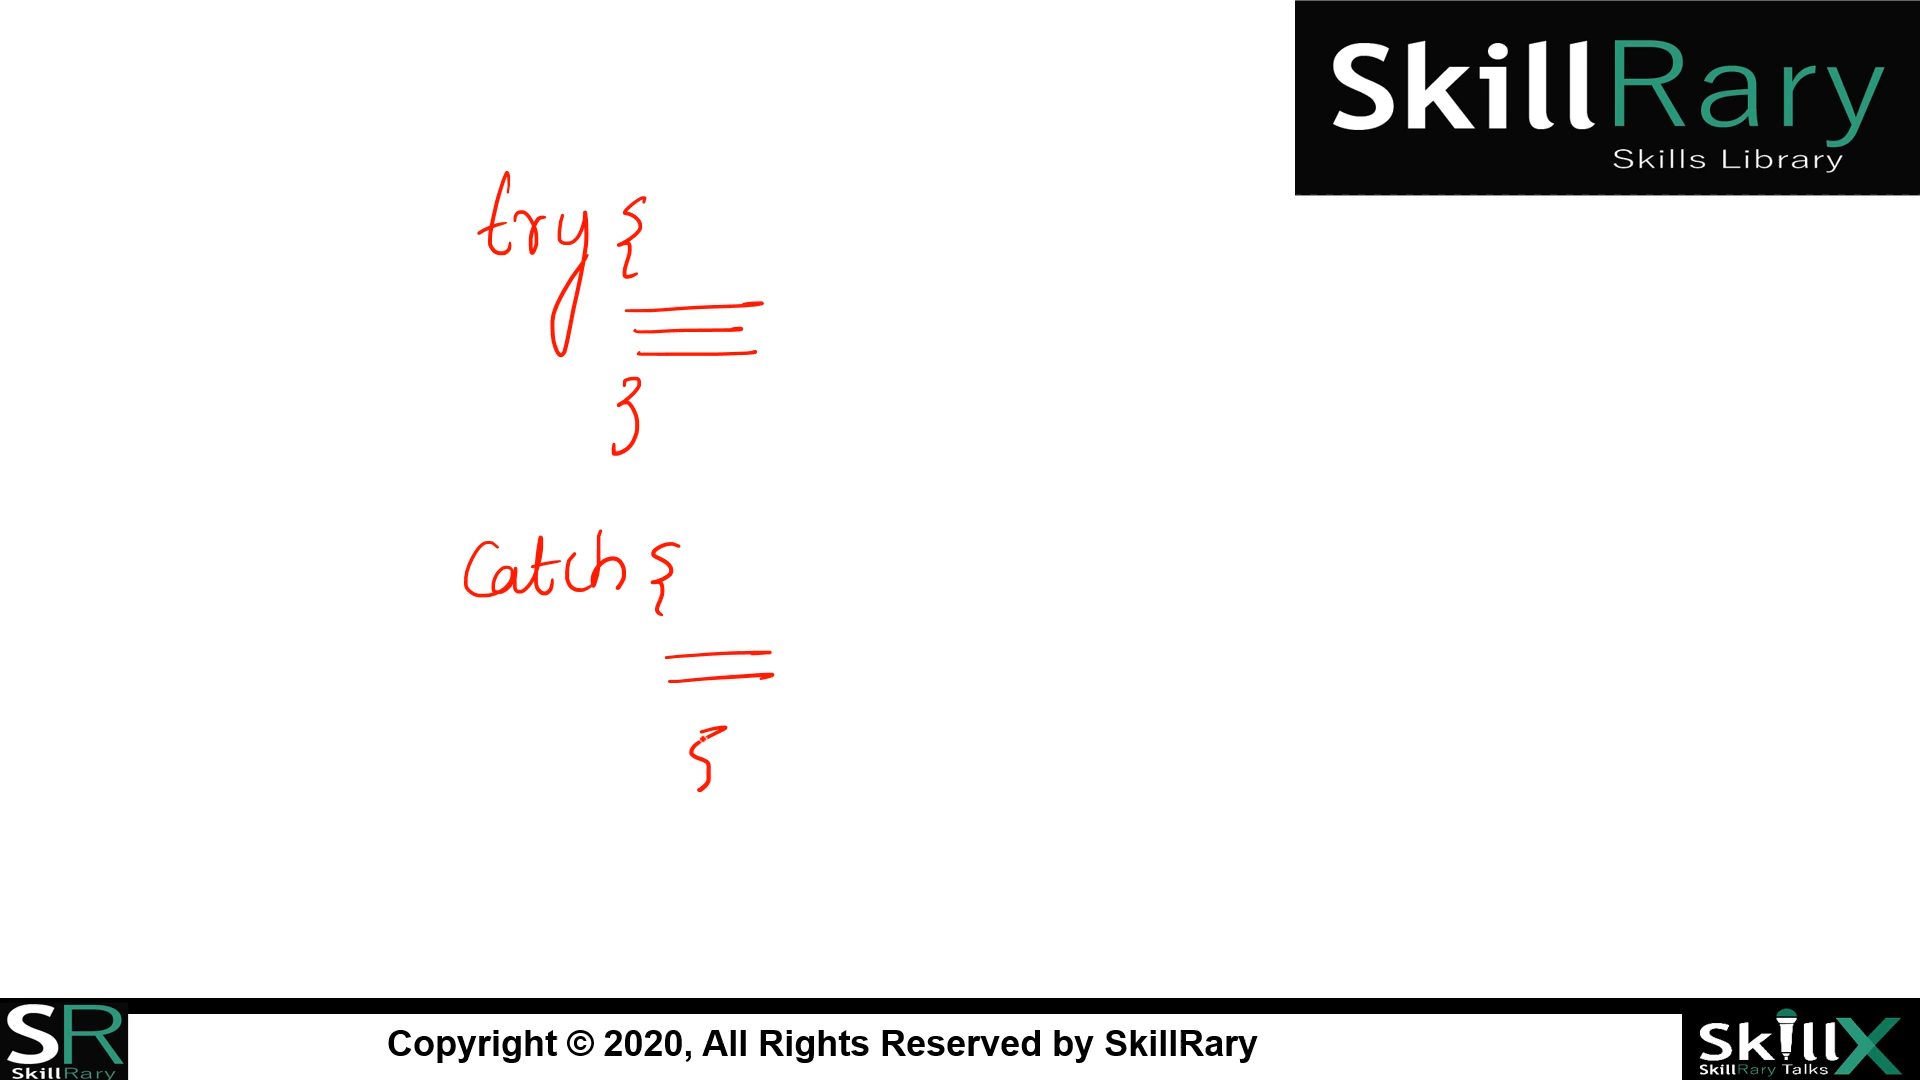 SkillRary
Skills Library
try {
}
Catch {
}
SR
SkillRary
Copyright © 2020, All Rights Reserved by SkillRary
SkillX
SkillRary Talks